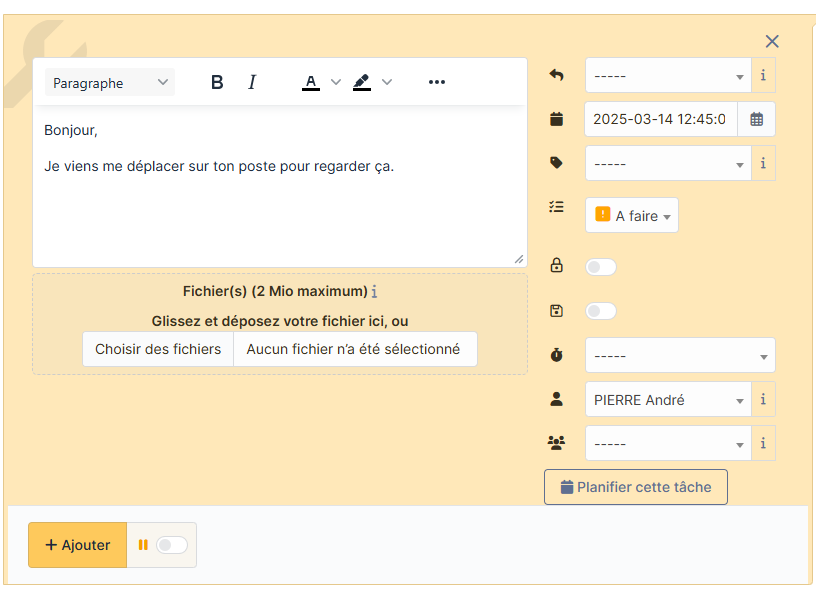 Paragraphe B I A
Bonjour,
Je viens me déplacer sur ton poste pour regarder ça.
Fichier(s) (2 Mio maximum) i
Glissez et déposez votre fichier ici, ou
Choisir des fichiers Aucun fichier n’a été sélectionné
----- i
2025-03-14 12:45:0
----- i
A faire
-----
PIERRE André i
----- i
Planifier cette tâche
+ Ajouter